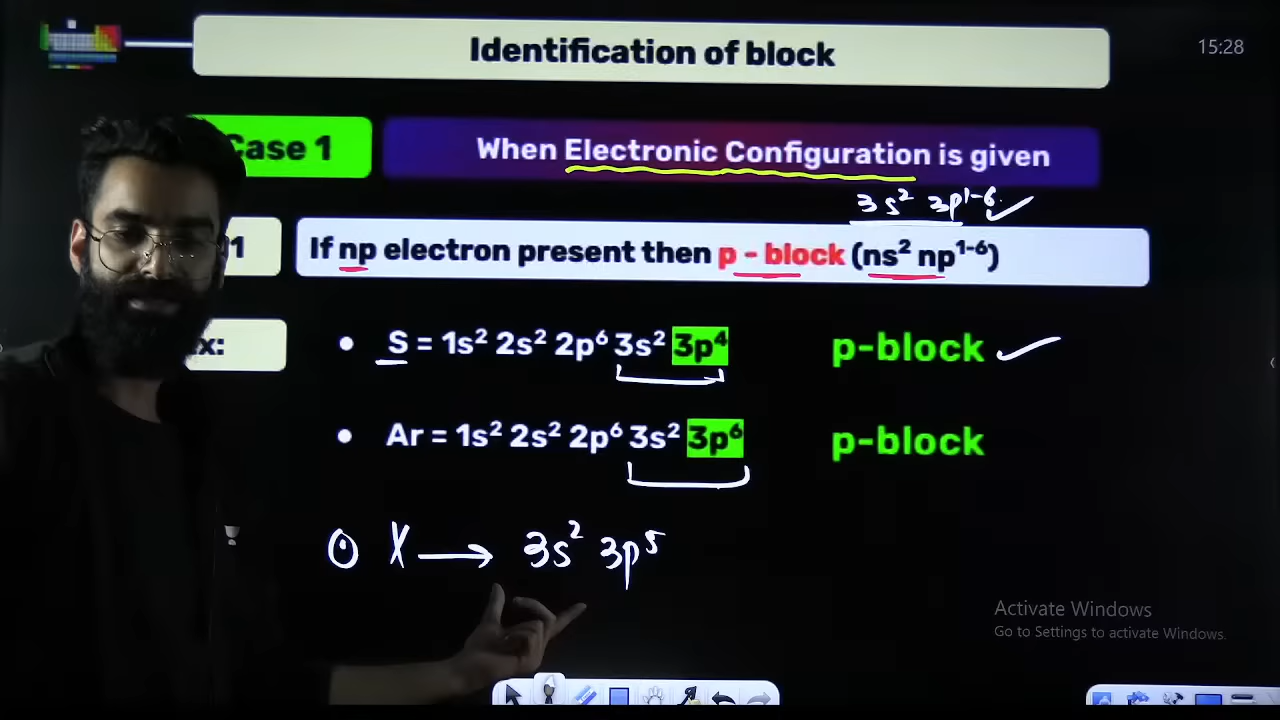 Identification of block
15:28
Case 1
When Electronic Configuration is given
3s² 3p¹⁻⁶
1
If np electron present then p - block (ns² np¹⁻⁶)
x:
• S = 1s² 2s² 2p⁶ 3s² 3p⁴ p-block
• Ar = 1s² 2s² 2p⁶ 3s² 3p⁶ p-block
X → 3s² 3p⁵
Activate Windows
Go to Settings to activate Windows.